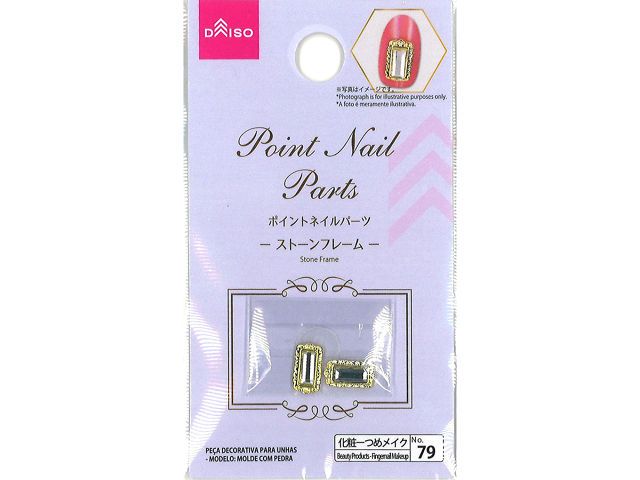 DAISO
※写真はイメージです。
*Photograph is for illustrative purposes only.
*A foto é meramente ilustrativa.
Point Nail
Parts
ポイントネイルパーツ
― ストーンフレーム ―
Stone Frame
PEÇA DECORATIVA PARA UNHAS
- MODELO: MOLDE COM PEDRA
化粧―つめメイク
Beauty Products - Fingernail Makeup
No.
79